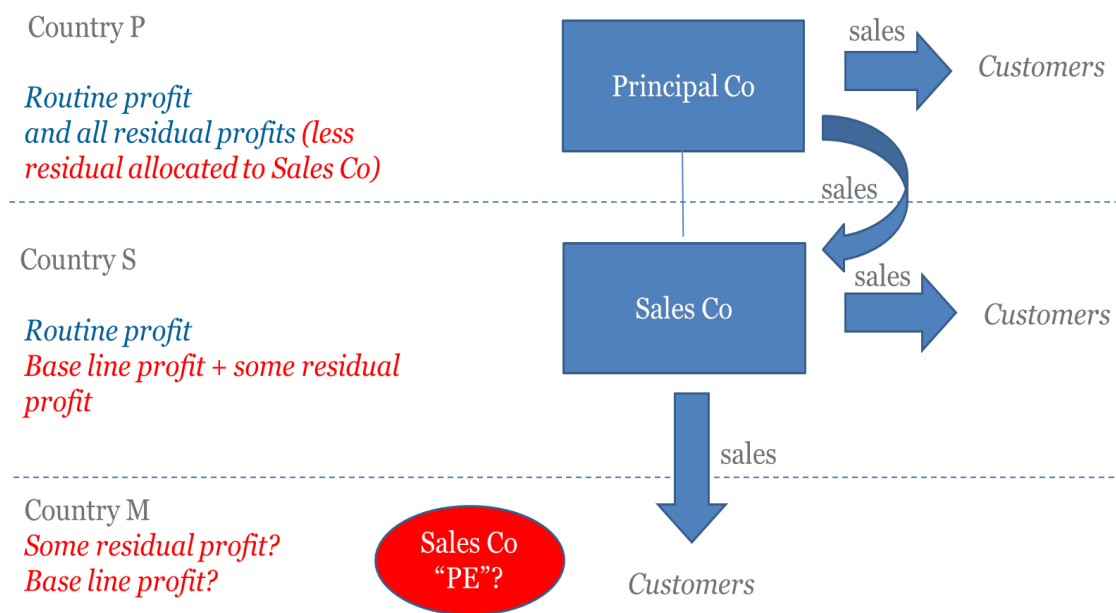 Country P
Principal Co
sales
Customers
Routine profit
and all residual profits (less
residual allocated to Sales Co)
sales
Country S
Sales Co
sales
Customers
Routine profit
Base line profit + some residual
profit
sales
Country M
Some residual profit?
Base line profit?
Sales Co
“PE”?
Customers